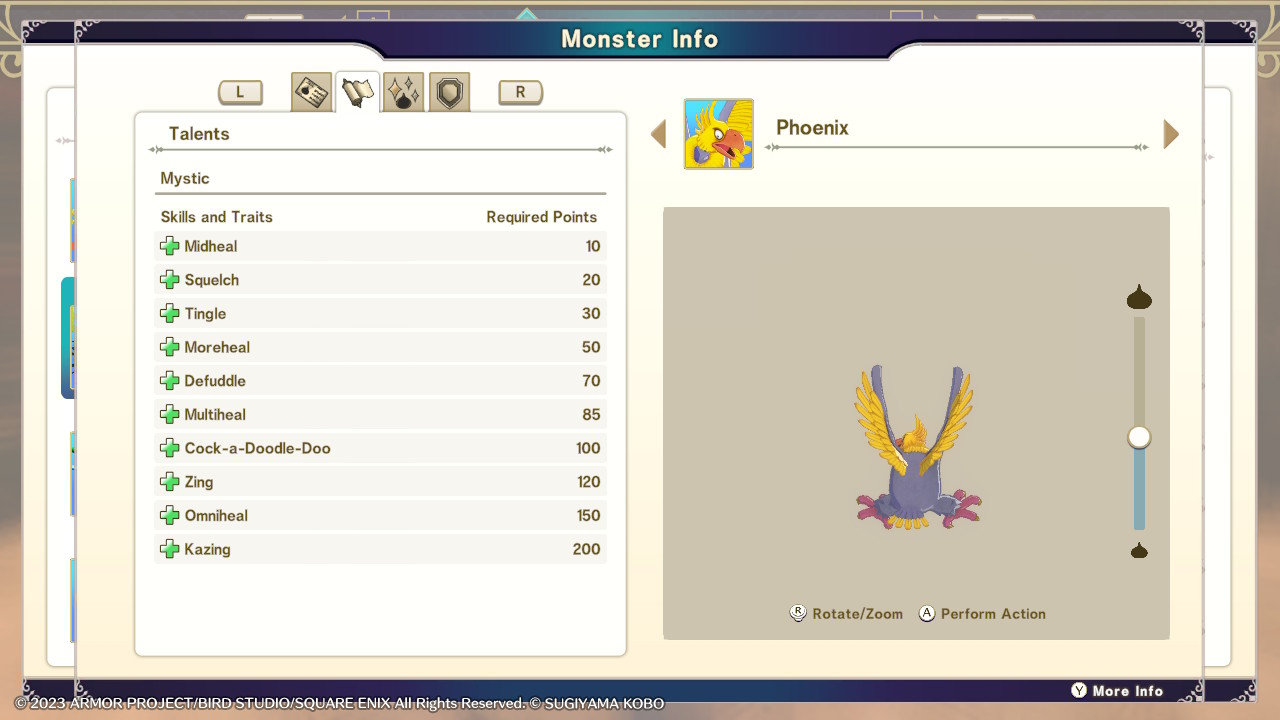 Monster Info
L
R
Talents
Mystic
Skills and Traits Required Points
Midheal 10
Squelch 20
Tingle 30
Moreheal 50
Defuddle 70
Multiheal 85
Cock-a-Doodle-Doo 100
Zing 120
Omniheal 150
Kazing 200
Phoenix
R Rotate/Zoom A Perform Action
Y More Info
© 2023 ARMOR PROJECT/BIRD STUDIO/SQUARE ENIX All Rights Reserved. © SUGIYAMA KOBO